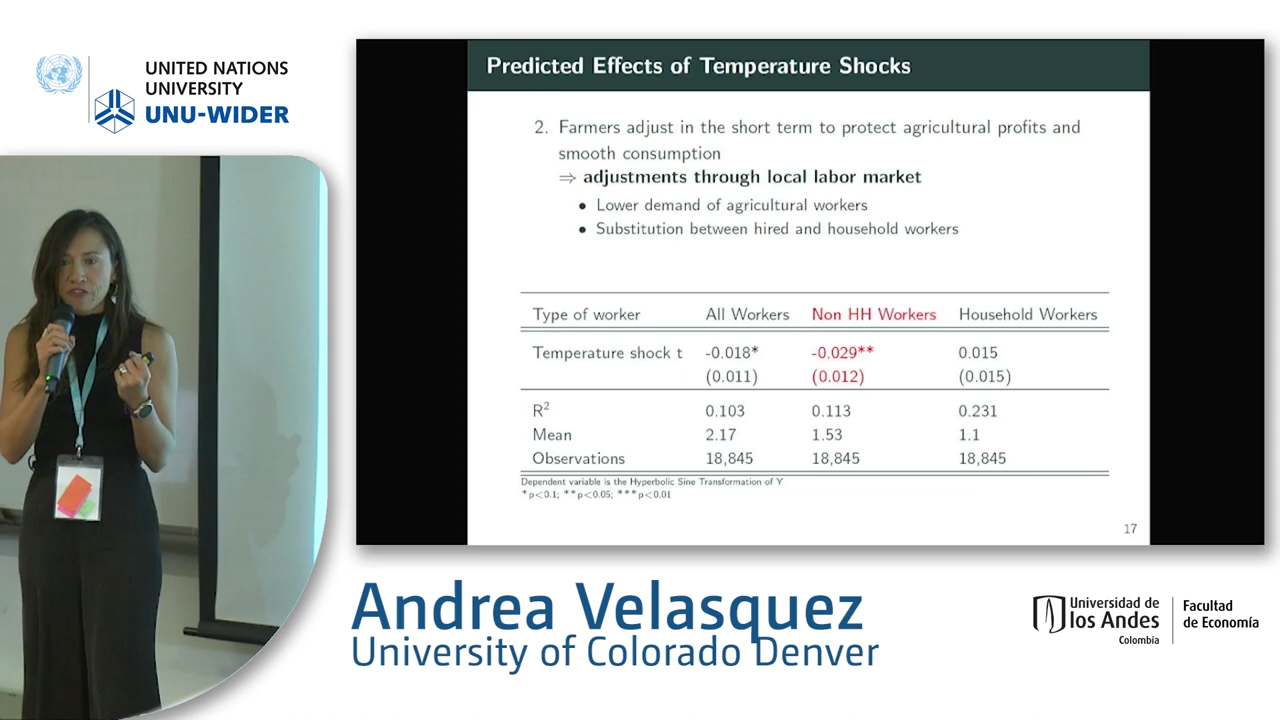 UNITED NATIONS
UNIVERSITY
UNU-WIDER
Predicted Effects of Temperature Shocks
2. Farmers adjust in the short term to protect agricultural profits and
smooth consumption
⇒ adjustments through local labor market
• Lower demand of agricultural workers
• Substitution between hired and household workers
Type of worker All Workers Non HH Workers Household Workers
Temperature shock t -0.018* -0.029** 0.015
(0.011) (0.012) (0.015)
R² 0.103 0.113 0.231
Mean 2.17 1.53 1.1
Observations 18,845 18,845 18,845
Dependent variable is the Hyperbolic Sine Transformation of Y
*p<0.1; **p<0.05; ***p<0.01
17
Andrea Velasquez
University of Colorado Denver
Universidad de
los Andes
Colombia
Facultad
de Economía